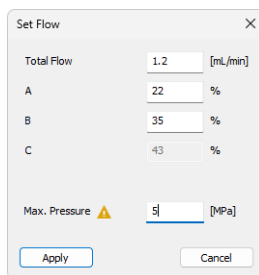 Set Flow
Total Flow 1.2 [mL/min]
A 22 %
B 35 %
C 43 %
Max. Pressure 5 [MPa]
Apply Cancel